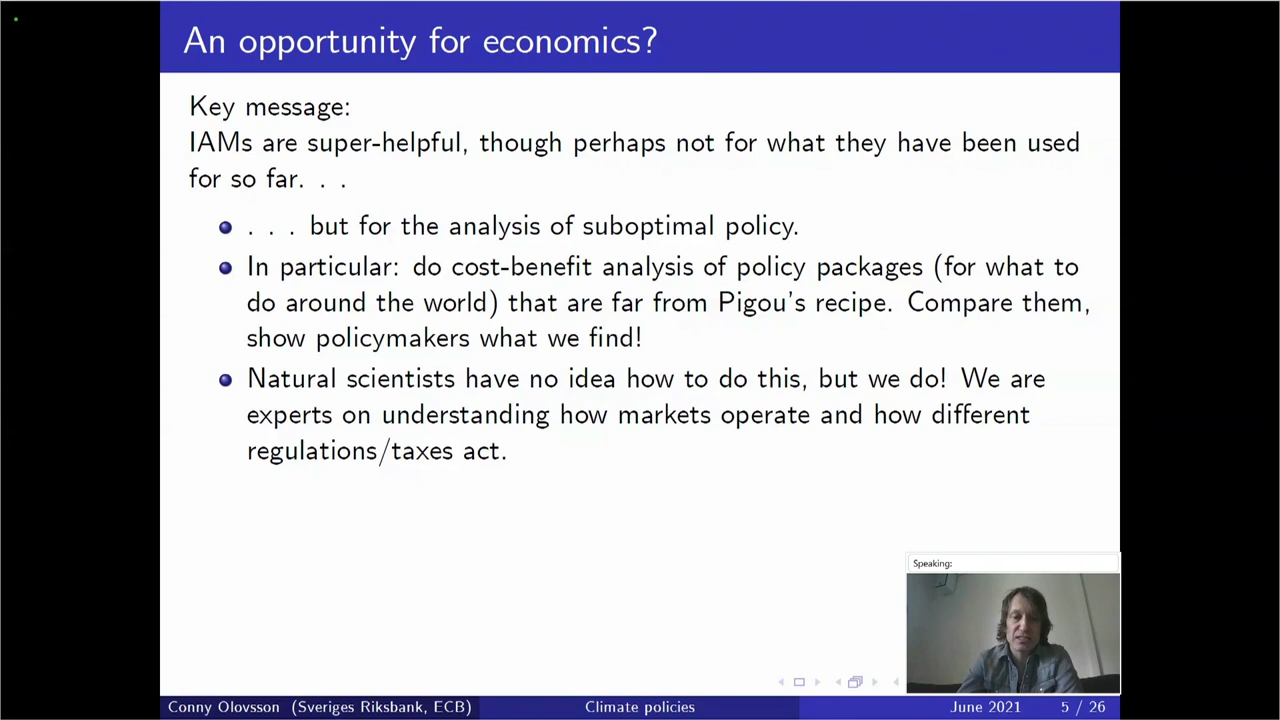 An opportunity for economics?
Key message:
IAMs are super-helpful, though perhaps not for what they have been used
for so far. . .
. . . but for the analysis of suboptimal policy.
In particular: do cost-benefit analysis of policy packages (for what to
do around the world) that are far from Pigou's recipe. Compare them,
show policymakers what we find!
Natural scientists have no idea how to do this, but we do! We are
experts on understanding how markets operate and how different
regulations/taxes act.
Speaking:
Conny Olovsson (Sveriges Riksbank, ECB) Climate policies June 2021 5 / 26